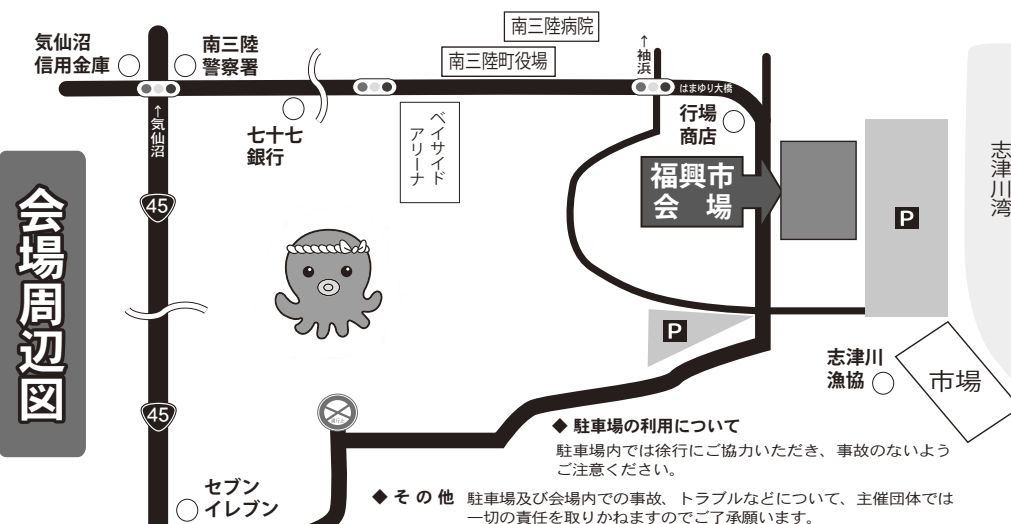 会場周辺図
気仙沼
信用金庫
南三陸
警察署
↑気仙沼
七十七
銀行
南三陸病院
南三陸町役場
ベイサイド
アリーナ
↑袖浜
はまゆり大橋
行場
商店
福興市
会　場
P
志津川湾
45
P
志津川
漁協
市場
45
セブン
イレブン
◆ 駐車場の利用について
駐車場内では徐行にご協力いただき、事故のないよう
ご注意ください。
◆ その他 駐車場及び会場内での事故、トラブルなどについて、主催団体では
一切の責任を取りかねますのでご了承願います。